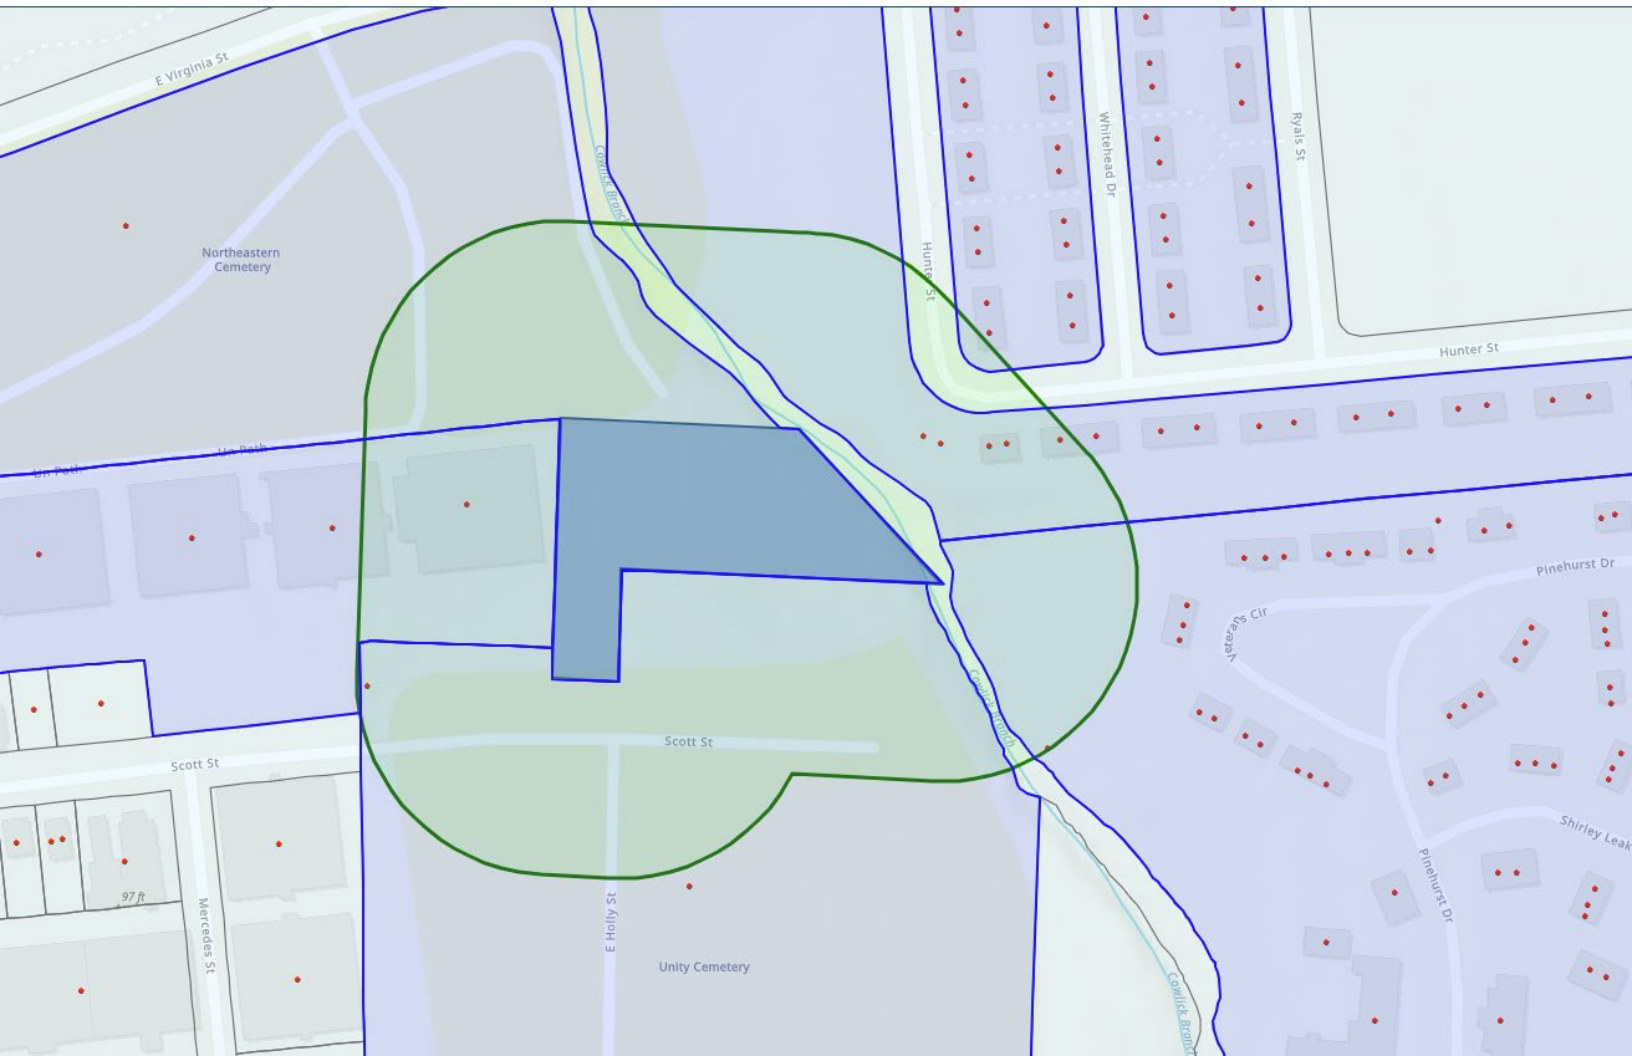 E Virginia St
Cowlick Branch
Whitehead Dr
Ryals St
Northeastern
Cemetery
Hunter St
Hunter St
Un Path
Un Path
Pinehurst Dr
Veterans Cir
Cowlick Branch
Scott St
Scott St
Shirley Leak
97 ft
Pinehurst Dr
Mercedes St
E Holly St
Unity Cemetery
Cowlick Branch